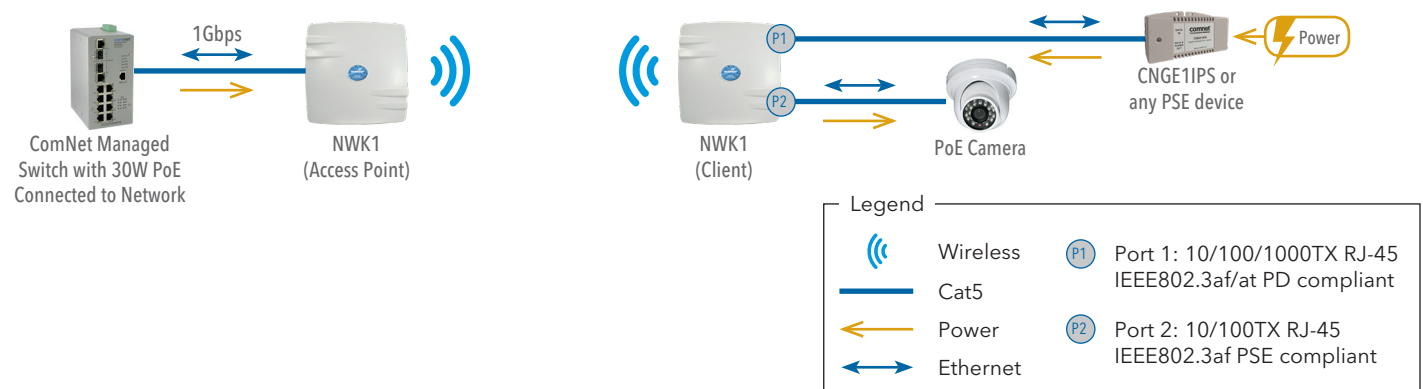 1Gbps
ComNet Managed
Switch with 30W PoE
Connected to Network
NWK1
(Access Point)
P1
P2
NWK1
(Client)
PoE Camera
comnet
CNGE1IPS or
any PSE device
Power
Legend
Wireless
Cat5
Power
Ethernet
P1
Port 1: 10/100/1000TX RJ-45
IEEE802.3af/at PD compliant
P2
Port 2: 10/100TX RJ-45
IEEE802.3af PSE compliant